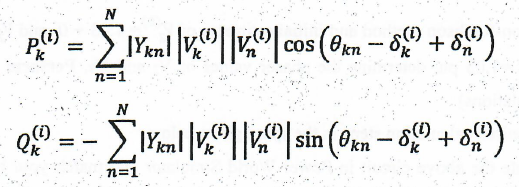 P_k^{(i)} = \sum_{n=1}^{N} |Y_{kn}| |V_k^{(i)}| |V_n^{(i)}| \cos(\theta_{kn} - \delta_k^{(i)} + \delta_n^{(i)})
Q_k^{(i)} = - \sum_{n=1}^{N} |Y_{kn}| |V_k^{(i)}| |V_n^{(i)}| \sin(\theta_{kn} - \delta_k^{(i)} + \delta_n^{(i)})